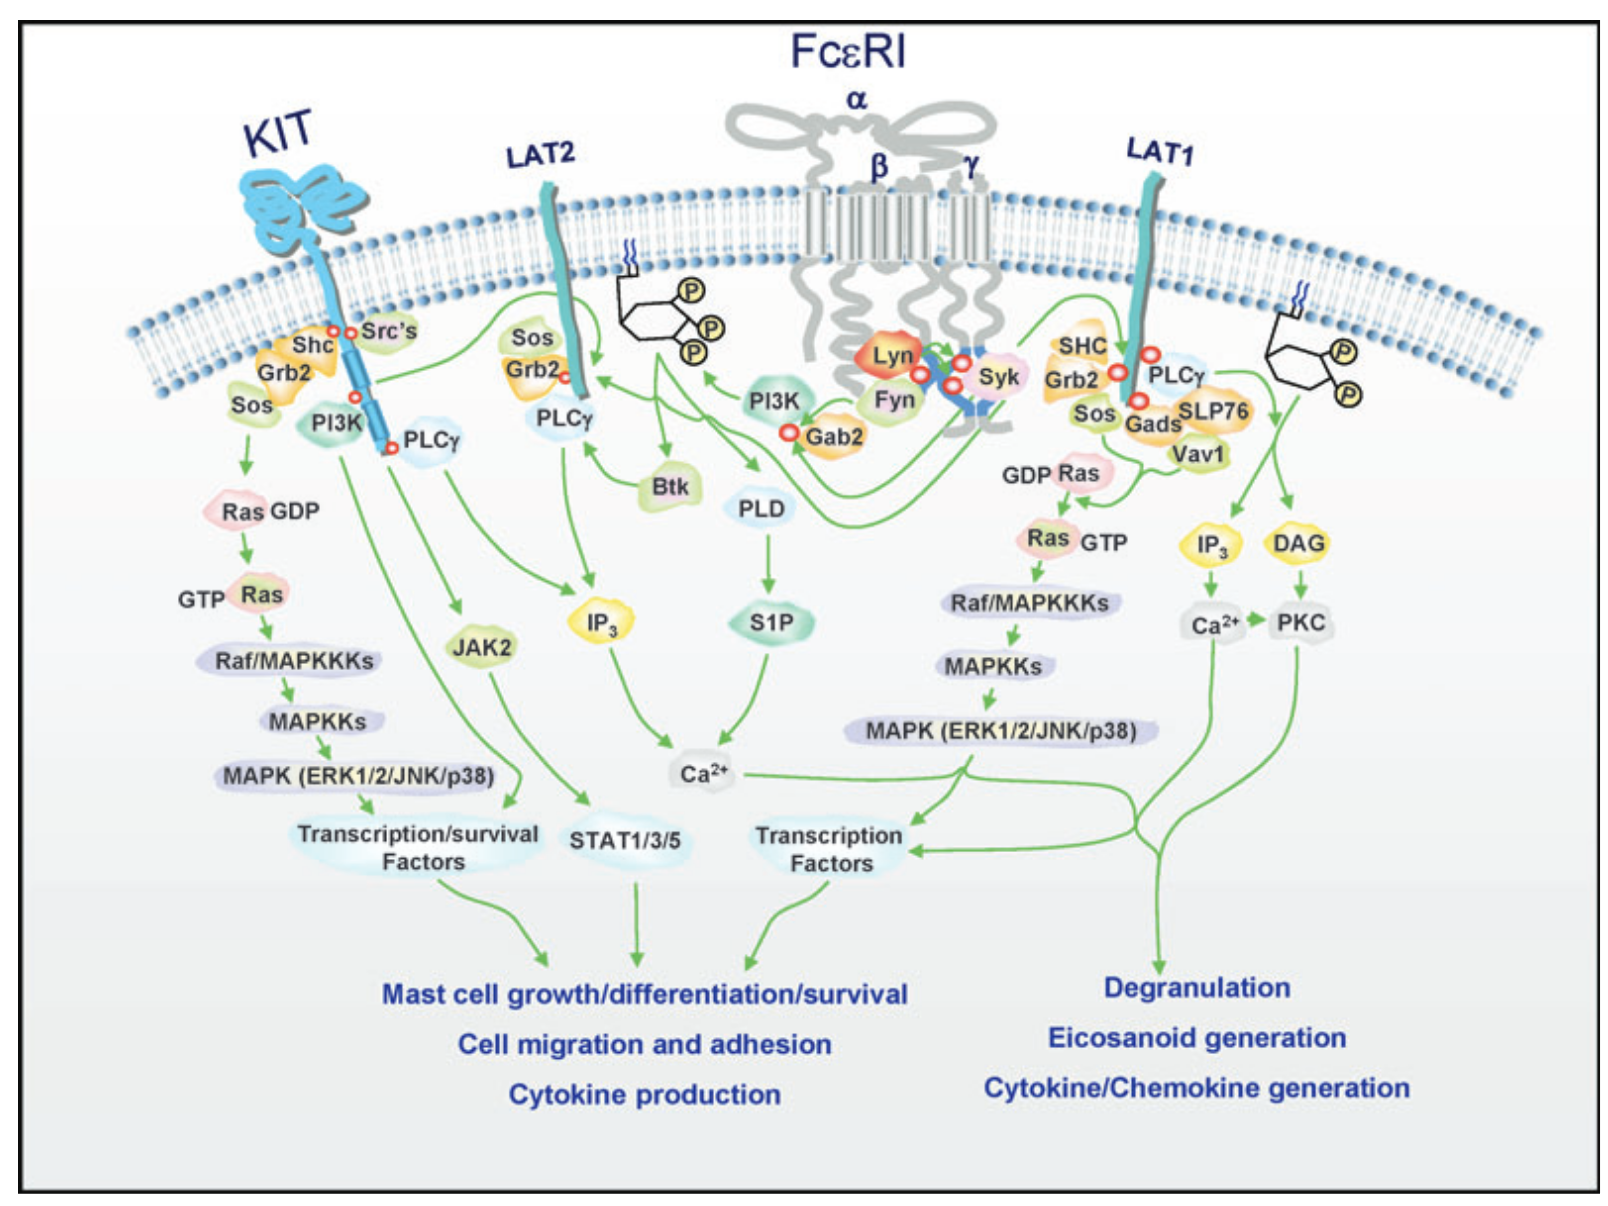 FcεRI
α
KIT
LAT2
β
γ
LAT1
P
P
P
P
P
Shc
Src's
Grb2
Sos
PI3K
PLCγ
Sos
Grb2
PLCγ
Lyn
Syk
Fyn
PI3K
Gab2
SHC
Grb2
Sos
PLCγ
SLP76
Gads
Vav1
Btk
PLD
GDP Ras
Ras GDP
Ras GTP
IP3
DAG
GTP Ras
Raf/MAPKKKs
Ca2+
PKC
IP3
S1P
JAK2
Raf/MAPKKKs
MAPKKs
MAPKKs
MAPK (ERK1/2/JNK/p38)
MAPK (ERK1/2/JNK/p38)
Ca2+
Transcription/survival
Factors
STAT1/3/5
Transcription
Factors
Mast cell growth/differentiation/survival
Cell migration and adhesion
Cytokine production
Degranulation
Eicosanoid generation
Cytokine/Chemokine generation